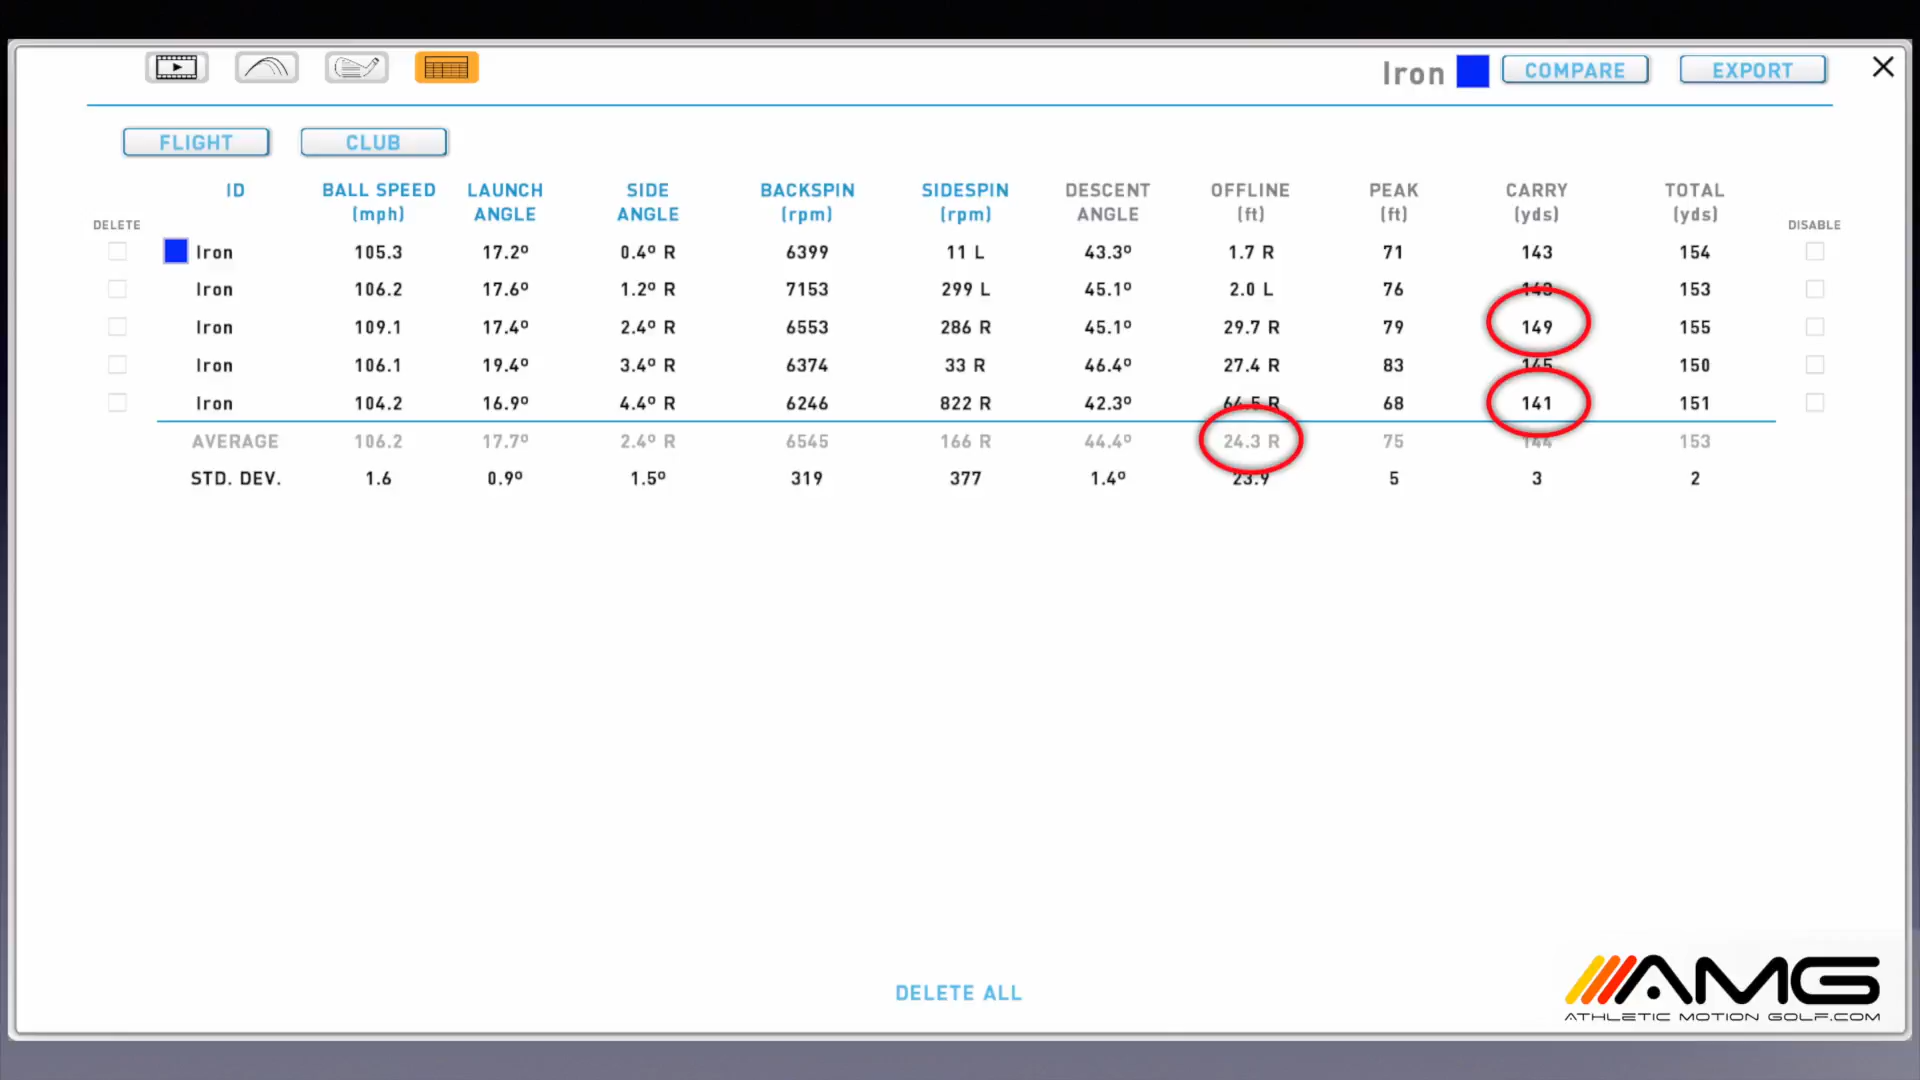 Iron COMPARE EXPORT
FLIGHT CLUB
ID BALL SPEED LAUNCH SIDE BACKSPIN SIDESPIN DESCENT OFFLINE PEAK CARRY TOTAL
(mph) ANGLE ANGLE (rpm) (rpm) ANGLE (ft) (ft) (yds) (yds)
DELETE DISABLE
Iron 105.3 17.2º 0.4º R 6399 11 L 43.3º 1.7 R 71 143 154
Iron 106.2 17.6º 1.2º R 7153 299 L 45.1º 2.0 L 76 143 153
Iron 109.1 17.4º 2.4º R 6553 286 R 45.1º 29.7 R 79 149 155
Iron 106.1 19.4º 3.4º R 6374 33 R 46.4º 27.4 R 83 145 150
Iron 104.2 16.9º 4.4º R 6246 822 R 42.3º 64.5 R 68 141 151
AVERAGE 106.2 17.7º 2.4º R 6545 166 R 44.4º 24.3 R 75 144 153
STD. DEV. 1.6 0.9º 1.5º 319 377 1.4º 23.9 5 3 2
DELETE ALL
AMG
ATHLETIC MOTION GOLF.COM